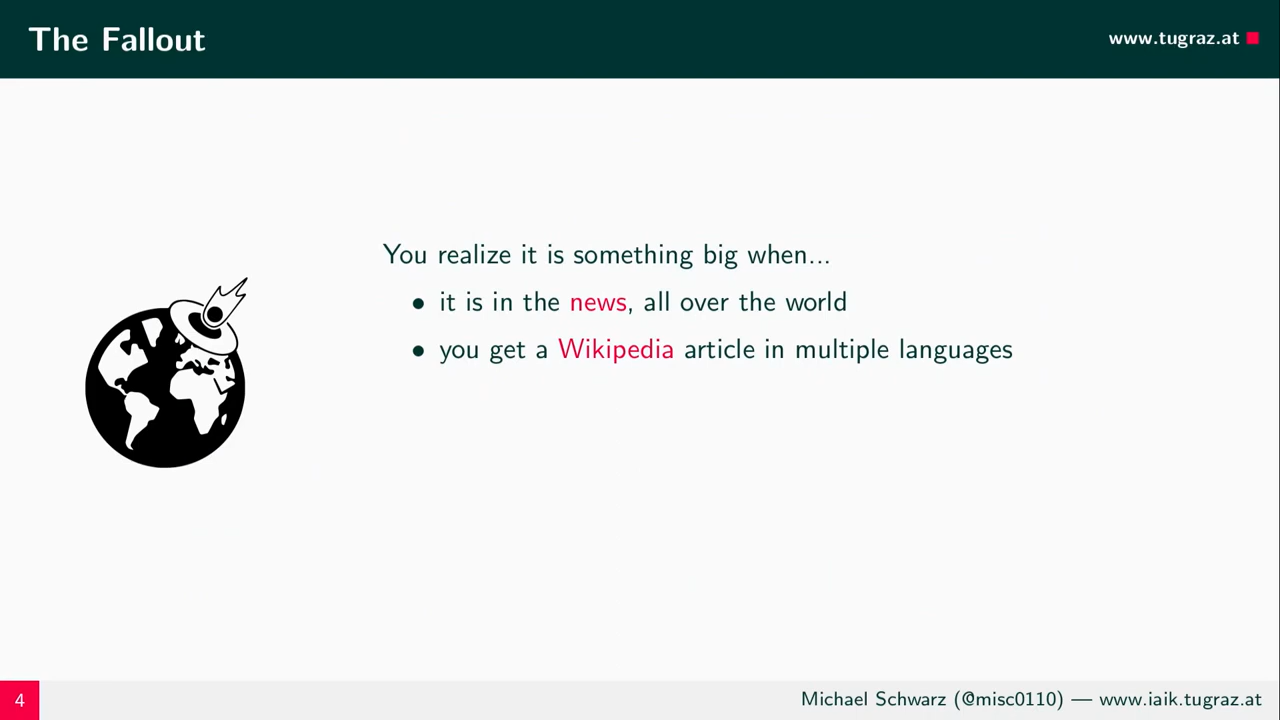 The Fallout
www.tugraz.at
You realize it is something big when...
• it is in the news, all over the world
• you get a Wikipedia article in multiple languages
4
Michael Schwarz (@misc0110) — www.iaik.tugraz.at